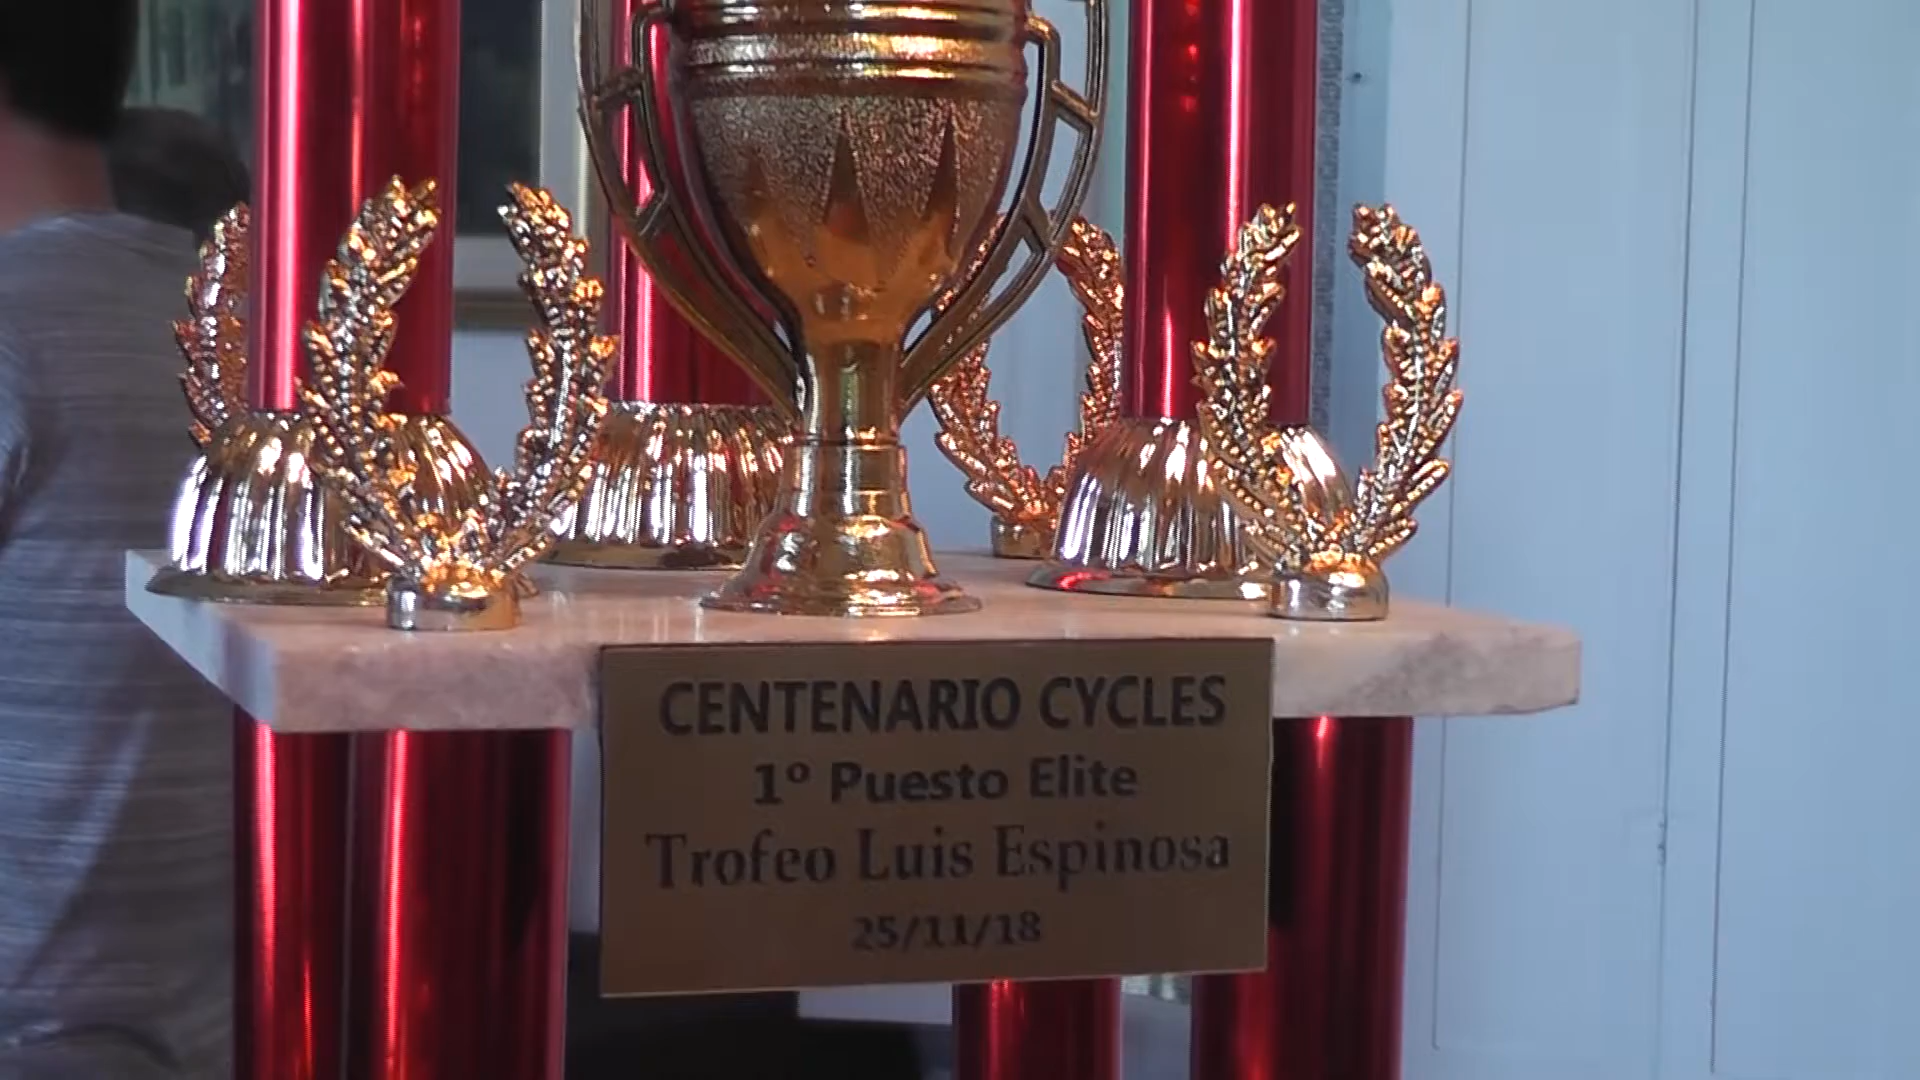 CENTENARIO CYCLES
1º Puesto Elite
Trofeo Luis Espinosa
25/11/18